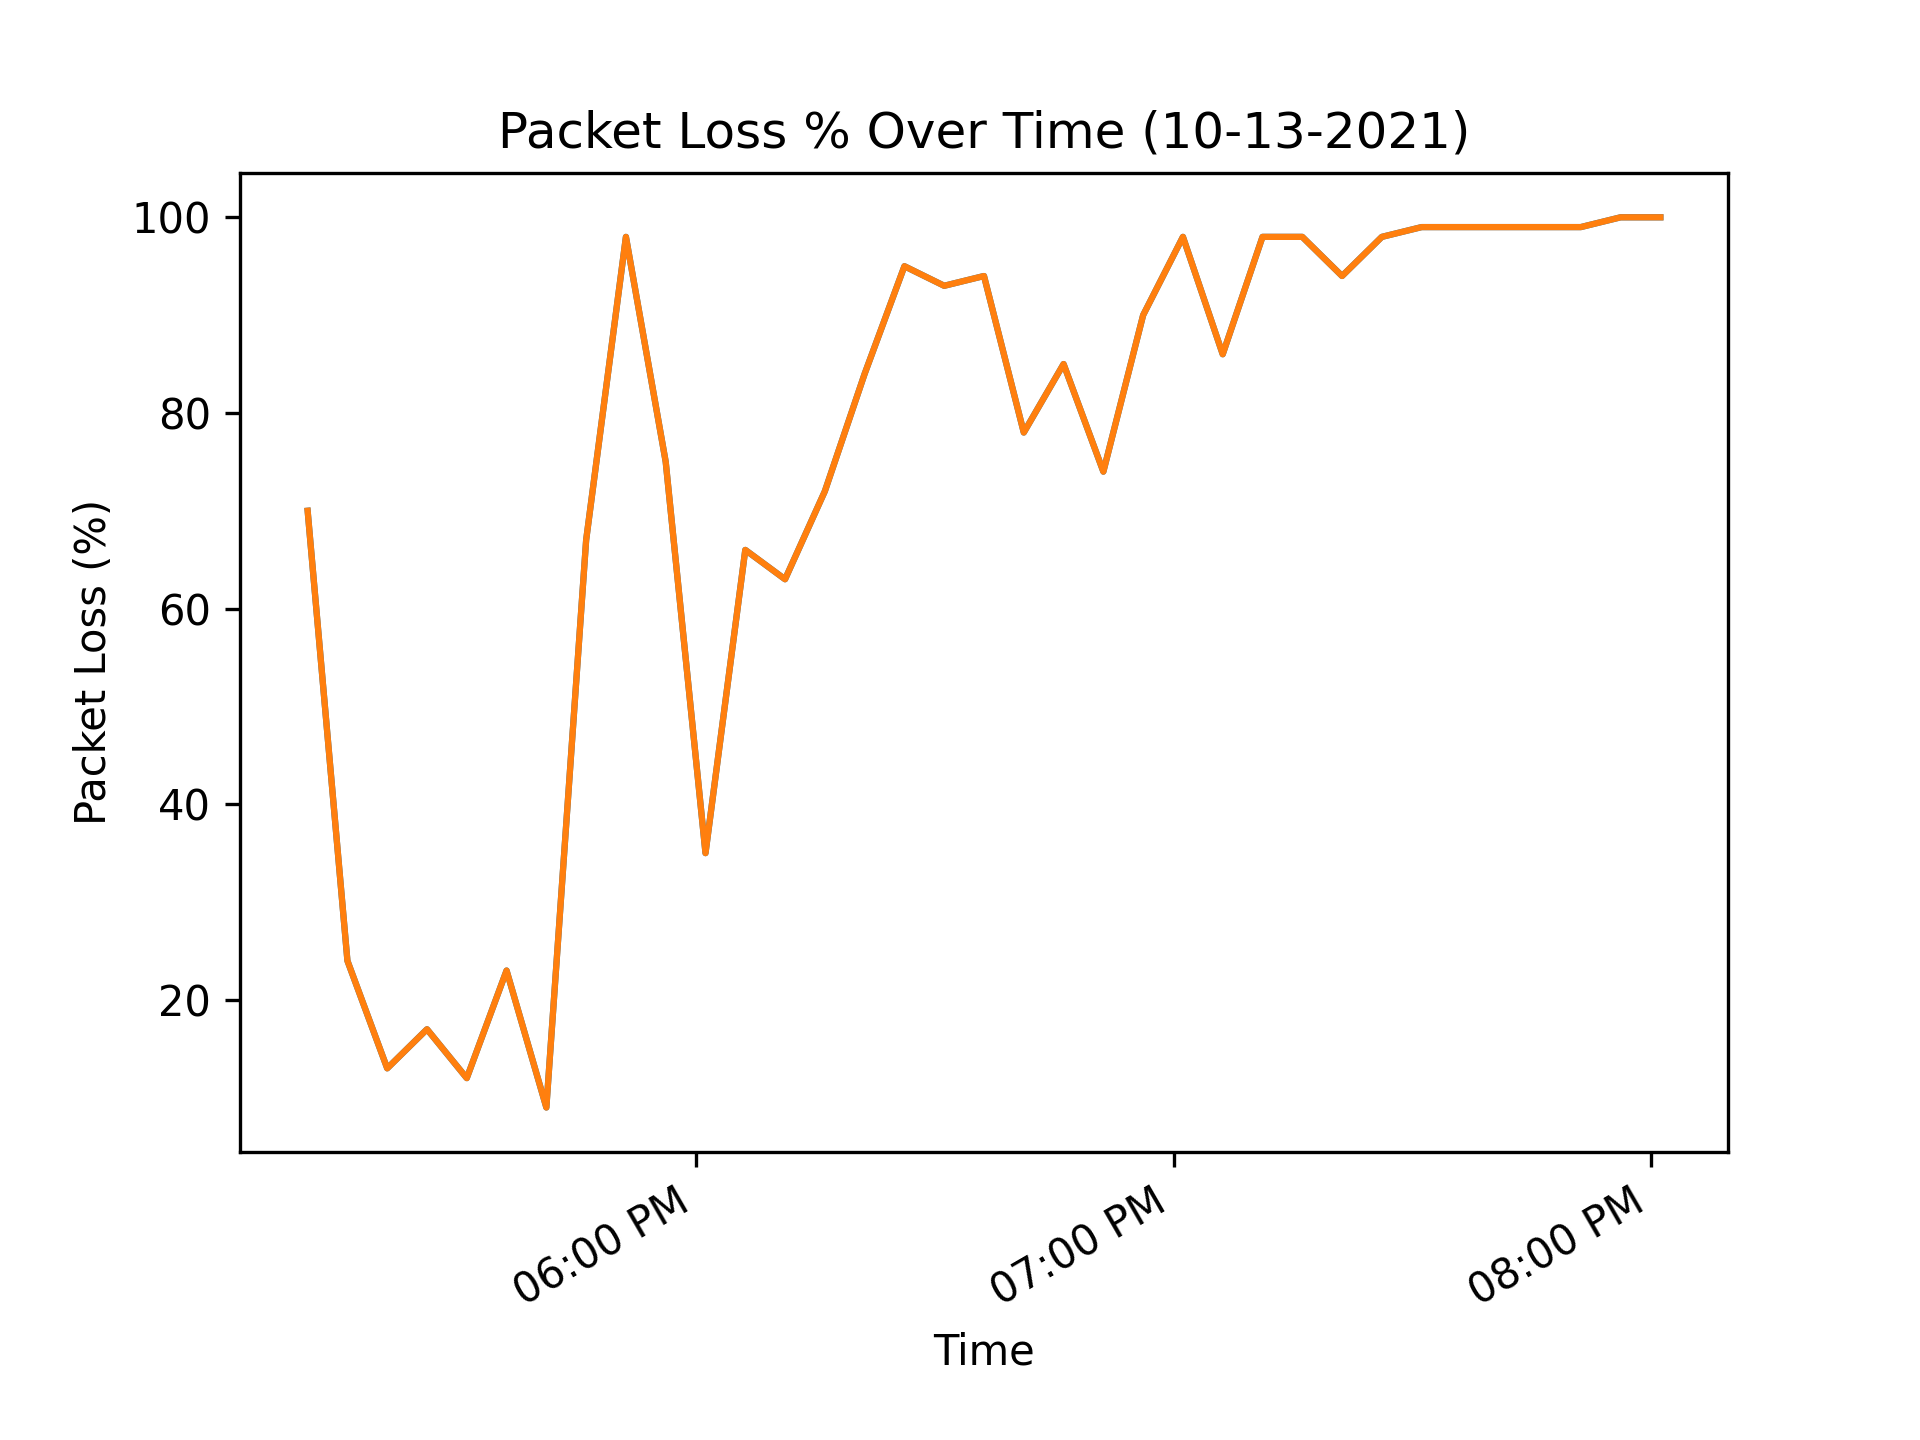 Packet Loss % Over Time (10-13-2021)
100
80
60
40
20
Packet Loss (%)
06:00 PM
07:00 PM
08:00 PM
Time